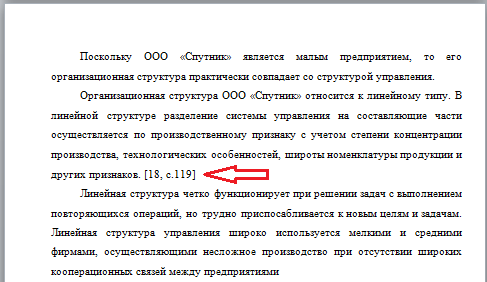 Поскольку ООО «Спутник» является малым предприятием, то его
организационная структура практически совпадает со структурой управления.
Организационная структура ООО «Спутник» относится к линейному типу. В
линейной структуре разделение системы управления на составляющие части
осуществляется по производственному признаку с учетом степени концентрации
производства, технологических особенностей, широты номенклатуры продукции и
других признаков. [18, с.119]
Линейная структура четко функционирует при решении задач с выполнением
повторяющихся операций, но трудно приспосабливается к новым целям и задачам.
Линейная структура управления широко используется мелкими и средними
фирмами, осуществляющими несложное производство при отсутствии широких
кооперационных связей между предприятиями